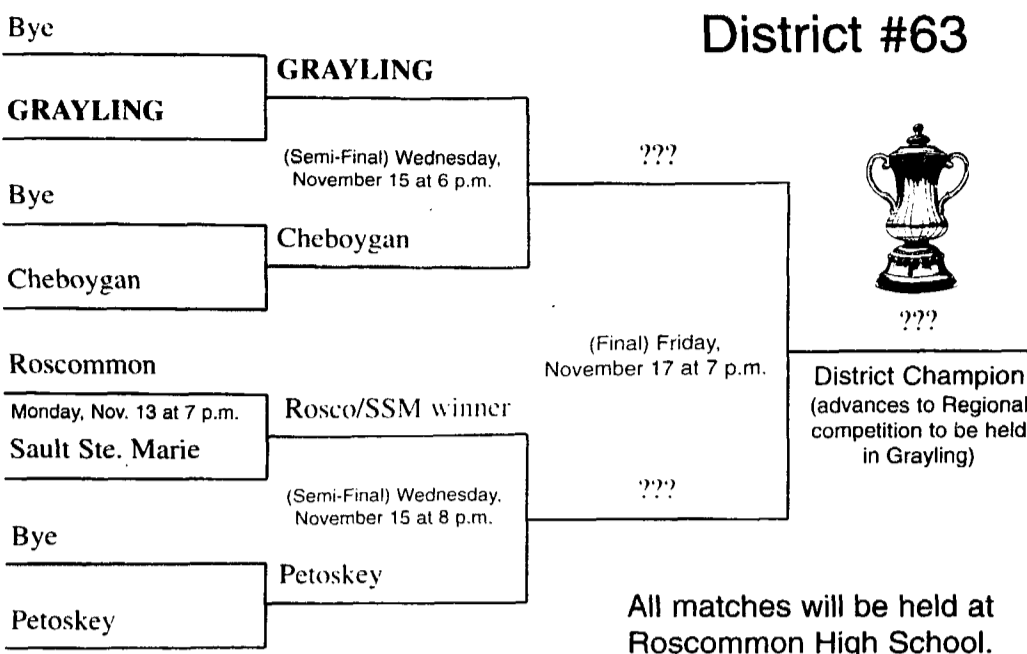 District #63
Bye
GRAYLING
Bye
Cheboygan
Roscommon
Monday, Nov. 13 at 7 p.m.
Sault Ste. Marie
Bye
Petoskey
GRAYLING
(Semi-Final) Wednesday,
November 15 at 6 p.m.
Cheboygan
Rosco/SSM winner
(Semi-Final) Wednesday,
November 15 at 8 p.m.
Petoskey
???
(Final) Friday,
November 17 at 7 p.m.
???
???
District Champion
(advances to Regional
competition to be held
in Grayling)
All matches will be held at
Roscommon High School.